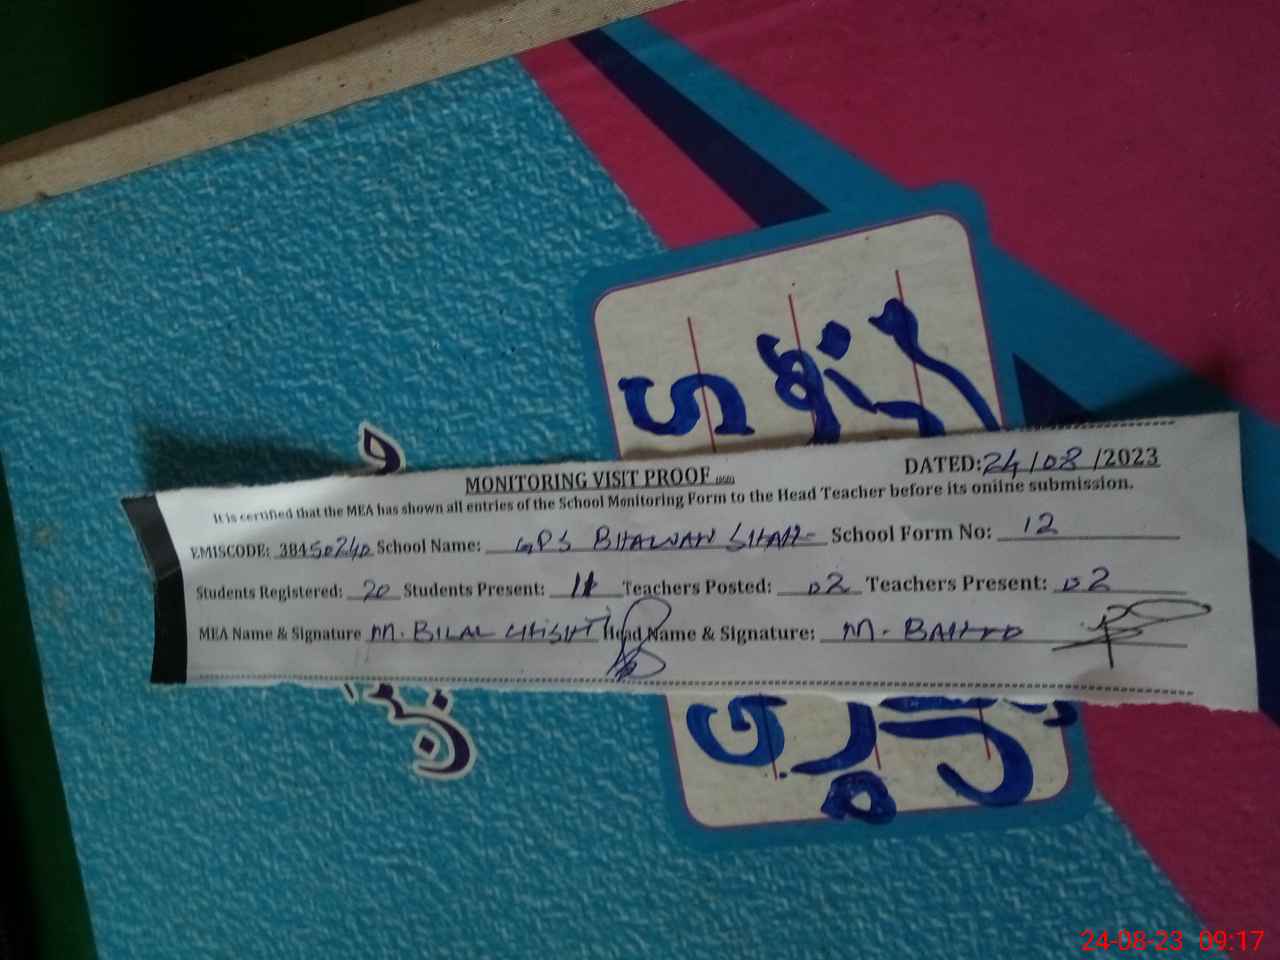 MONITORING VISIT PROOF
DATED: 24/08/2023
It is certified that the MEA has shown all entries of the School Monitoring Form to the Head Teacher before its online submission.
EMISCODE: 38450240 School Name: GPS BHALWAN SHAH School Form No: 12
Students Registered: 20 Students Present: 11 Teachers Posted: 02 Teachers Present: 02
MEA Name & Signature M. BILAL CHISHTI Head Name & Signature: M.
24-08-23 09:17